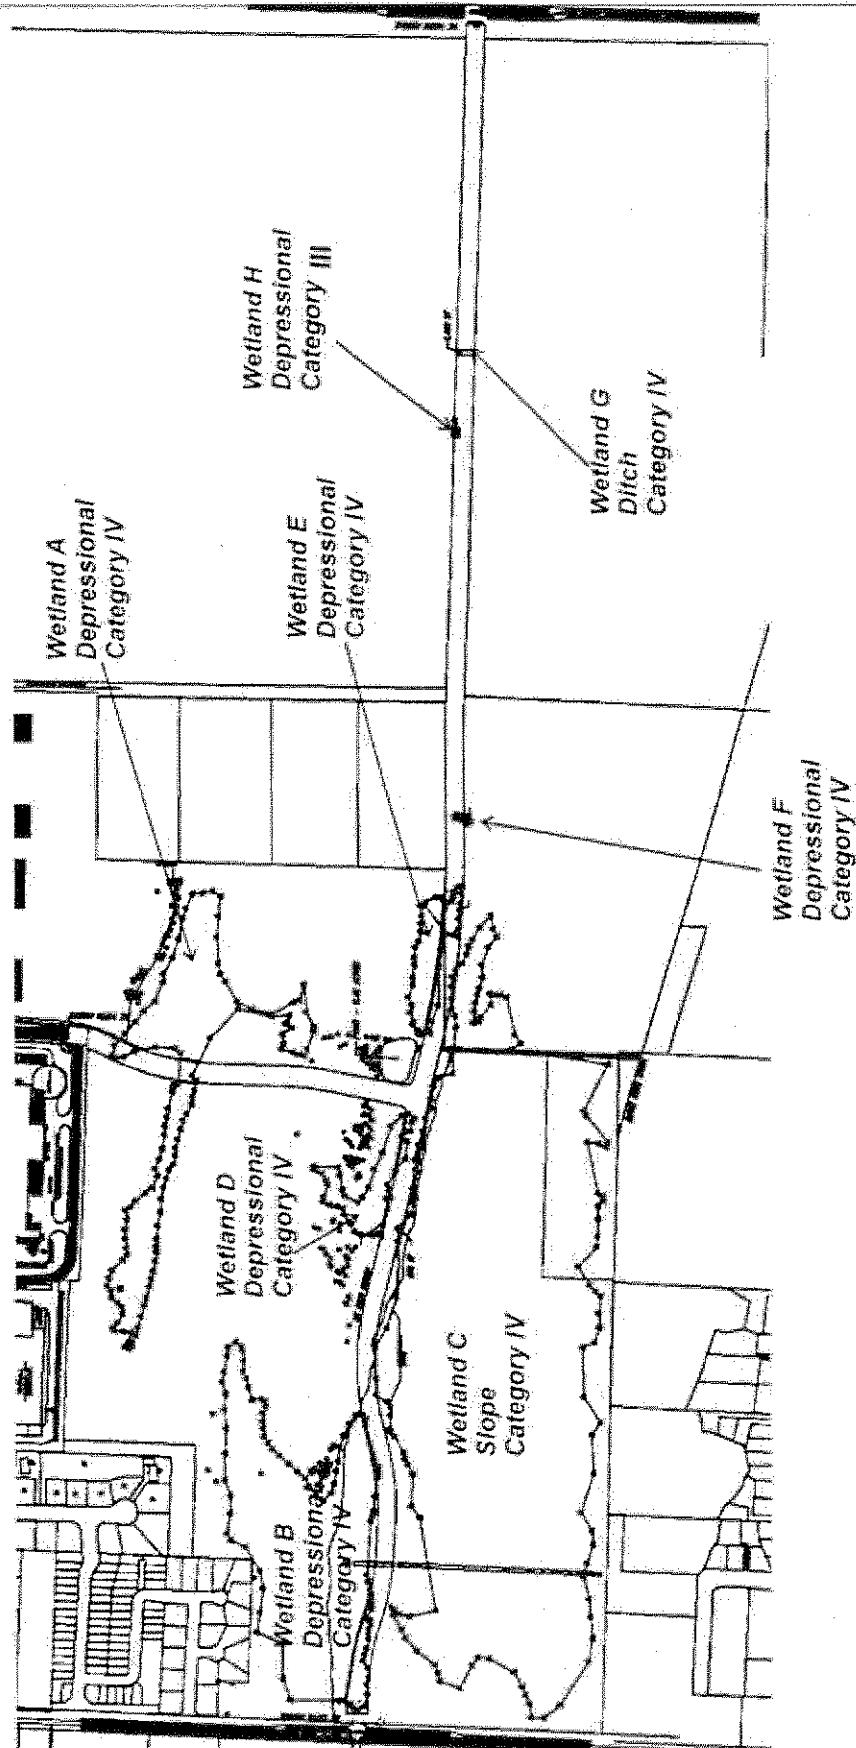 Wetland A
Depressional
Category IV
Wetland H
Depressional
Category III
Wetland E
Depressional
Category IV
Wetland G
Ditch
Category IV
Wetland F
Depressional
Category IV
Wetland D
Depressional
Category IV
Wetland B
Depressional
Category IV
Wetland C
Slope
Category IV